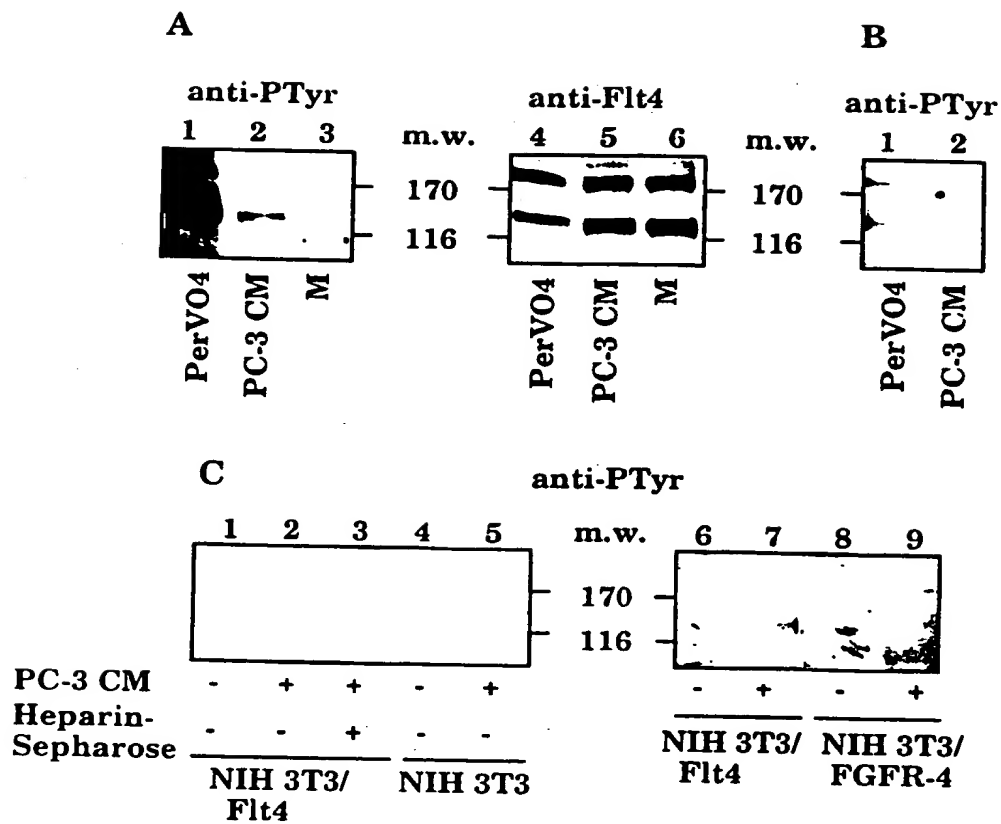 A
B
anti-PTyr
anti-Flt4
anti-PTyr
1 2 3
m.w.
4 5 6
m.w.
1 2
170
170
116
116
PerVO4
PC-3 CM
M
PerVO4
PC-3 CM
M
PerVO4
PC-3 CM
C
anti-PTyr
1 2 3 4 5
m.w.
6 7 8 9
170
116
PC-3 CM - + + - + - + - +
Heparin-
Sepharose - - + - -
NIH 3T3/
Flt4
NIH 3T3
NIH 3T3/
Flt4
NIH 3T3/
FGFR-4